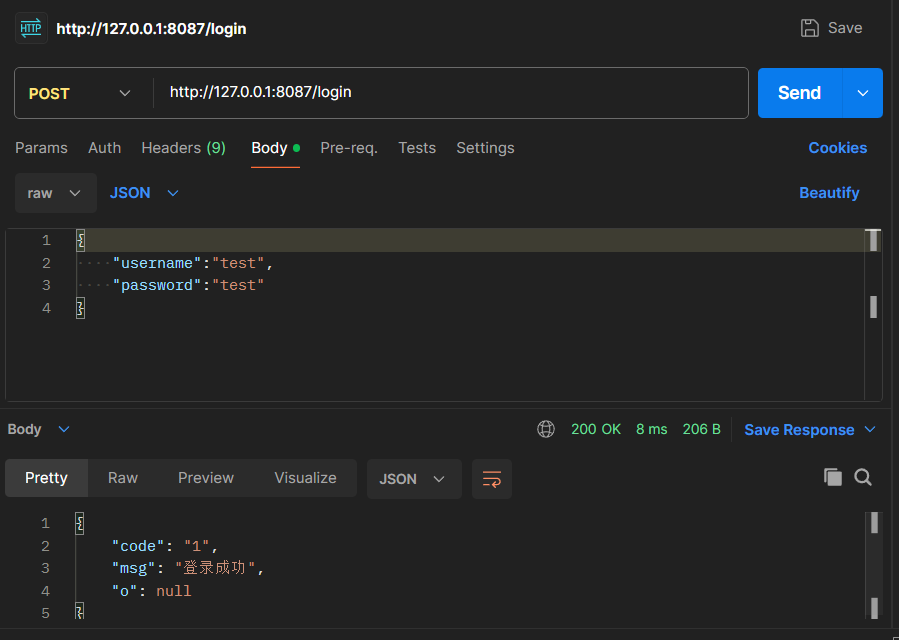 HTTP http://127.0.0.1:8087/login Save
POST http://127.0.0.1:8087/login Send
Params Auth Headers (9) Body Pre-req. Tests Settings Cookies
raw JSON Beautify
1 {
2 ····"username":"test",
3 ····"password":"test"
4 }
Body 200 OK 8 ms 206 B Save Response
Pretty Raw Preview Visualize JSON
1 {
2 "code": "1",
3 "msg": "登录成功",
4 "o": null
5 }